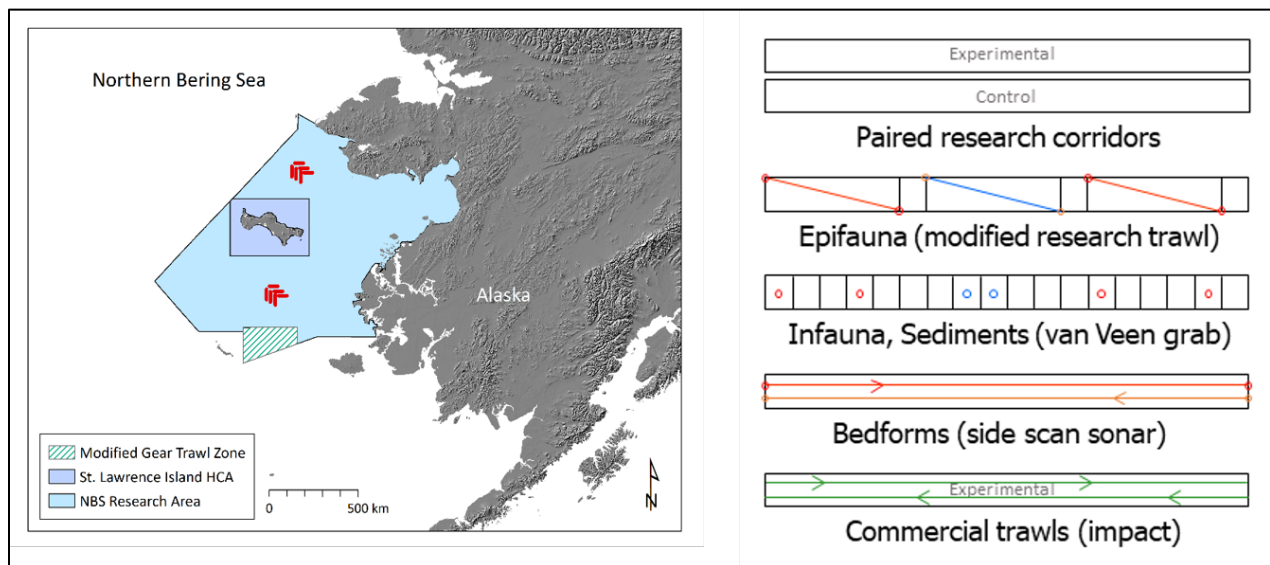 Northern Bering Sea
Alaska
Modified Gear Trawl Zone
St. Lawrence Island HCA
NBS Research Area
0
500 km
N
Experimental
Control
Paired research corridors
Epifauna (modified research trawl)
Infauna, Sediments (van Veen grab)
Bedforms (side scan sonar)
Experimental
Commercial trawls (impact)